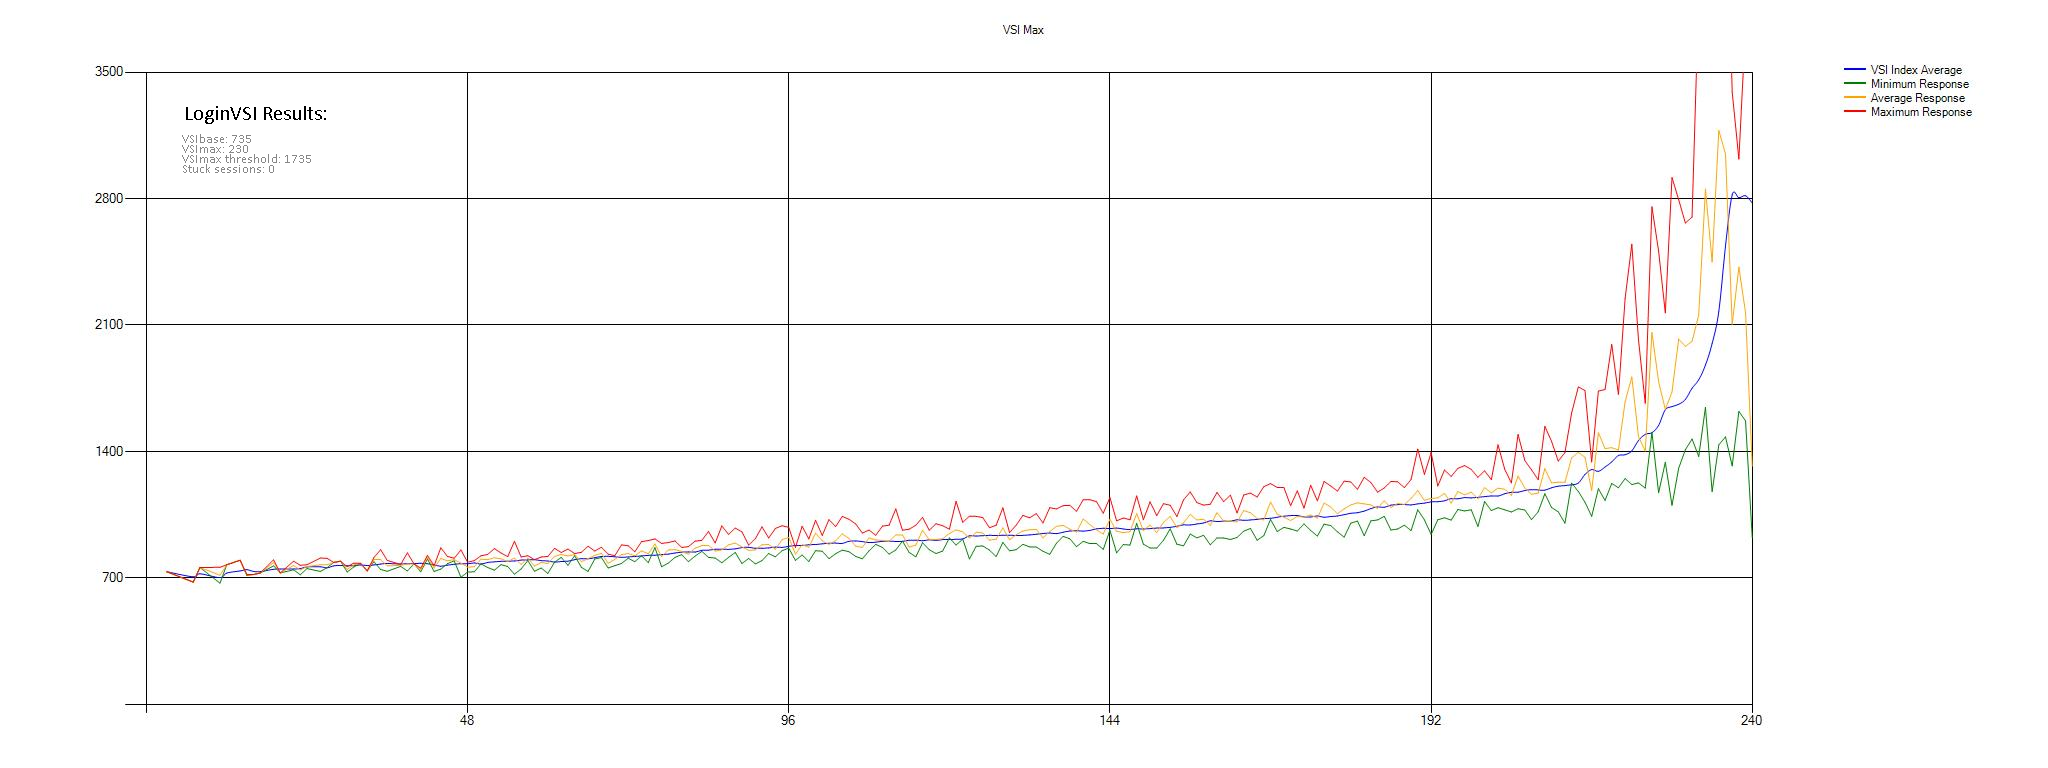 VSI Max
3500
2800
2100
1400
700
48
96
144
192
240
LoginVSI Results:
VSIbase: 735
VSImax: 230
VSImax threshold: 1735
Stuck sessions: 0
VSI Index Average
Minimum Response
Average Response
Maximum Response